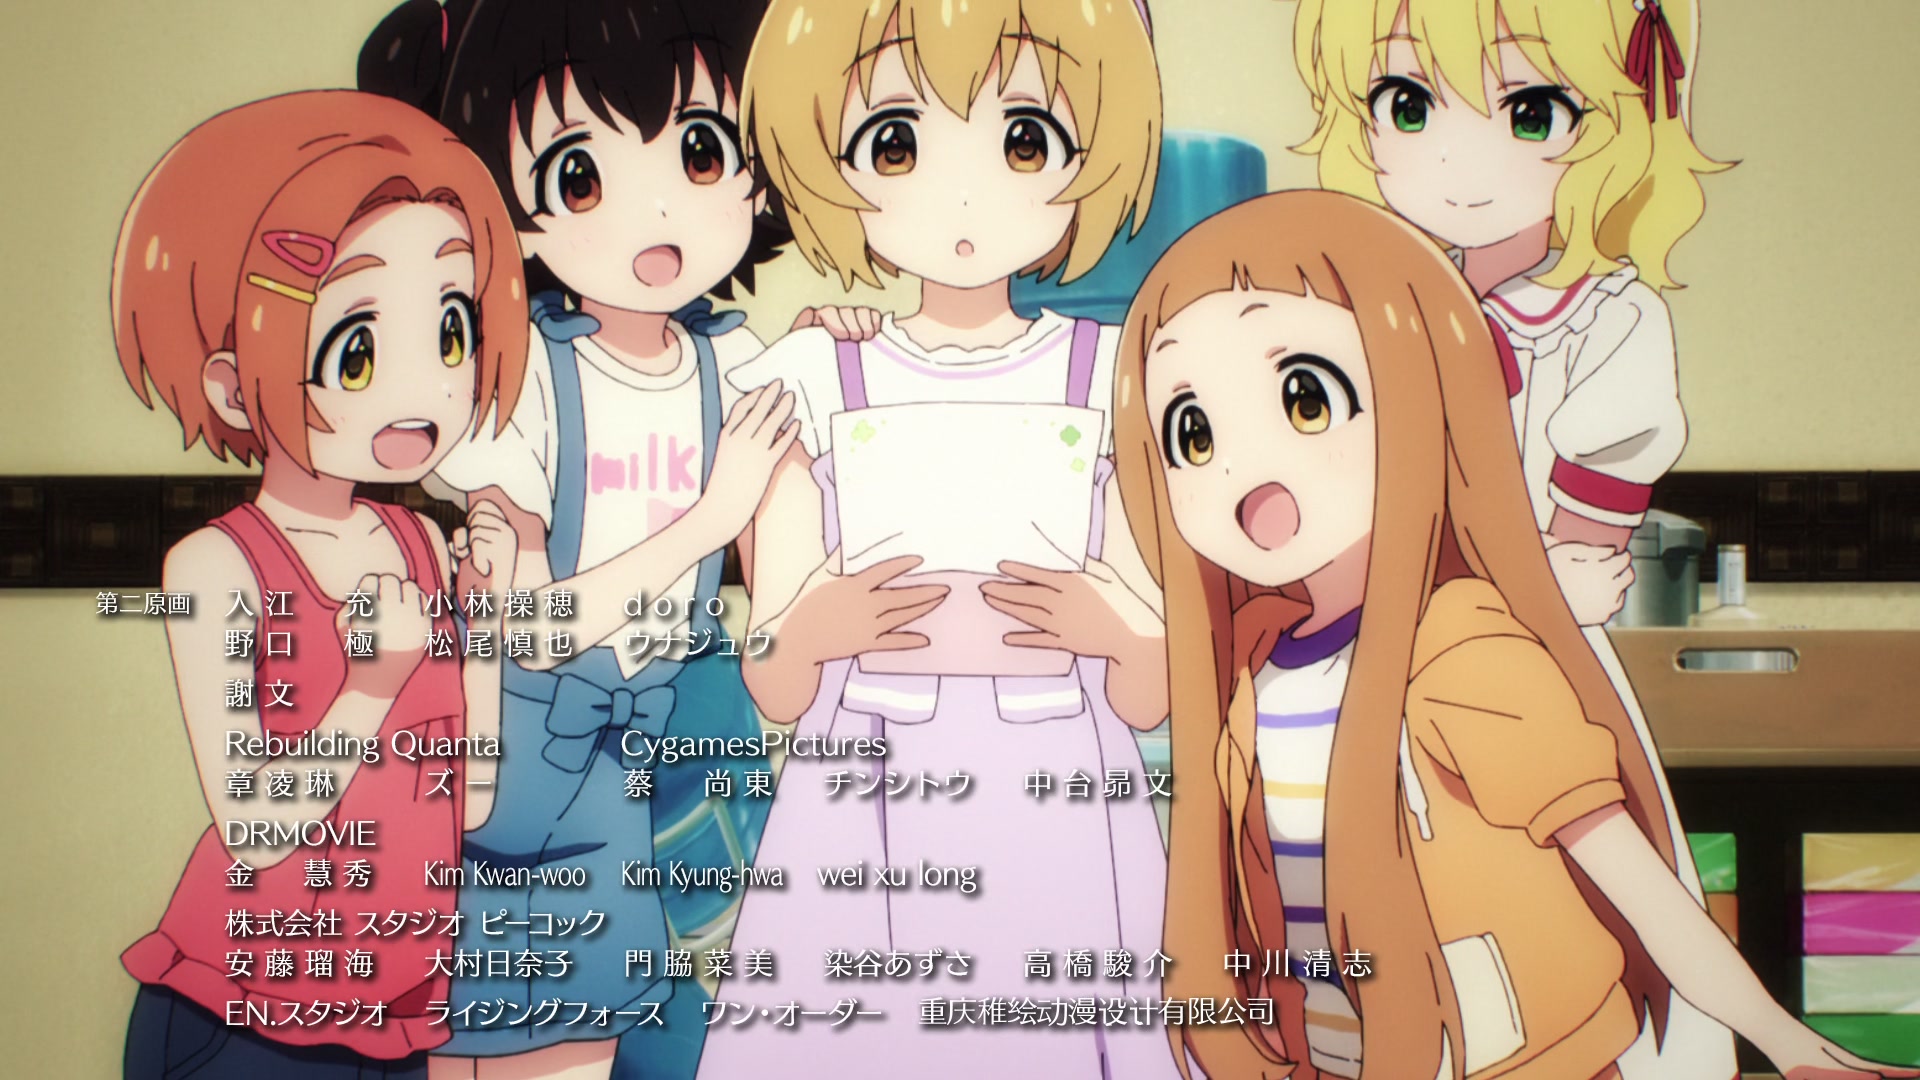 milk
第二原画 入江 充 小林操穂 doro
野口 極 松尾慎也 ウナジュウ
謝文
Rebuilding Quanta CygamesPictures
章凌琳 ズー 蔡 尚東 チンシトウ 中台昴文
DRMOVIE
金 慧秀 Kim Kwan-woo Kim Kyung-hwa wei xu long
株式会社 スタジオ ピーコック
安藤瑠海 大村日奈子 門脇菜美 染谷あずさ 高橋駿介 中川清志
EN.スタジオ ライジングフォース ワン・オーダー 重庆稚绘动漫设计有限公司